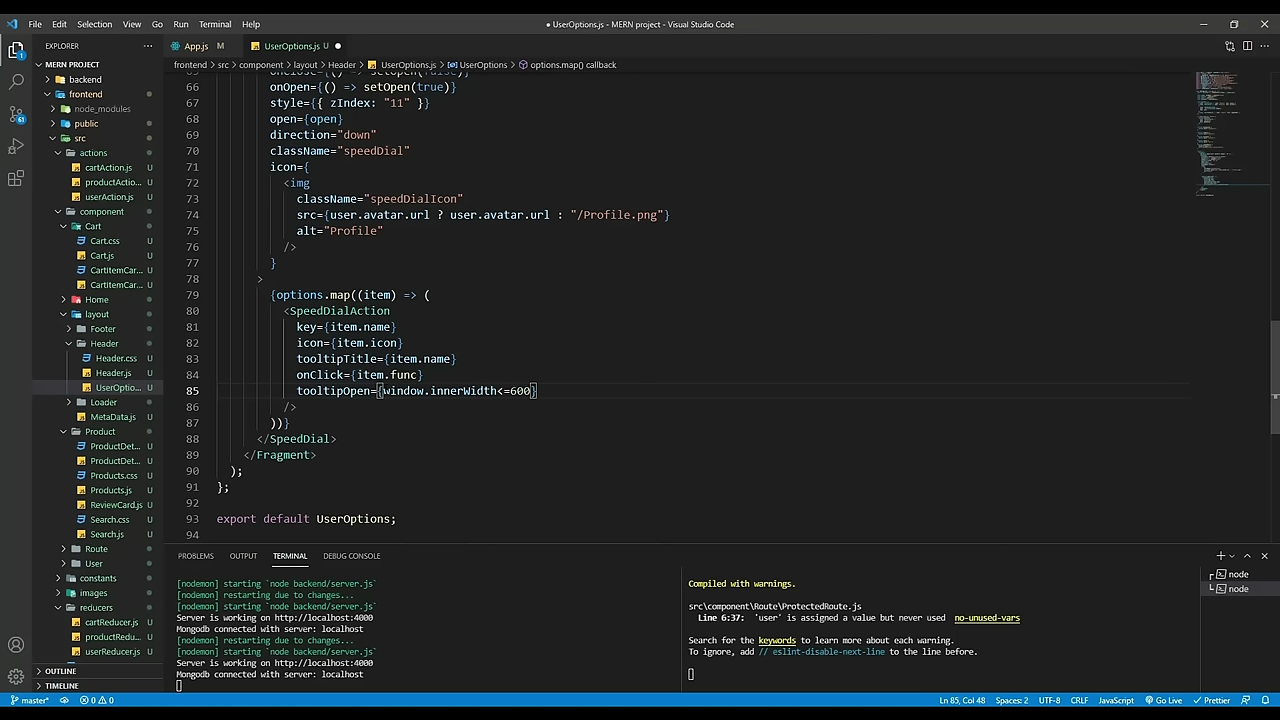 File Edit Selection View Go Run Terminal Help
● UserOptions.js - MERN project - Visual Studio Code
EXPLORER
MERN PROJECT
backend
frontend
node_modules
public
src
actions
cartAction.js U
productActio... U
userAction.js U
component
Cart
Cart.css U
Cart.js U
CartItemCar... U
CartItemCar... U
Home
layout
Footer
Header
Header.css U
Header.js U
UserOptio... U
Loader
MetaData.js U
Product
ProductDet... U
ProductDet... U
Products.css U
Products.js U
ReviewCard.js U
Search.css U
Search.js U
Route
User
constants
images
reducers
cartReducer.js U
productRedu... U
userReducer.js U
OUTLINE
TIMELINE
App.js M
UserOptions.js U ●
frontend > src > component > layout > Header > UserOptions.js > UserOptions > options.map() callback
65 onClose={() => setOpen(false)}
66 onOpen={() => setOpen(true)}
67 style={{ zIndex: "11" }}
68 open={open}
69 direction="down"
70 className="speedDial"
71 icon={
72 <img
73 className="speedDialIcon"
74 src={user.avatar.url ? user.avatar.url : "/Profile.png"}
75 alt="Profile"
76 />
77 }
78 >
79 {options.map((item) => (
80 <SpeedDialAction
81 key={item.name}
82 icon={item.icon}
83 tooltipTitle={item.name}
84 onClick={item.func}
85 tooltipOpen={window.innerWidth<=600}
86 />
87 ))}
88 </SpeedDial>
89 </Fragment>
90 );
91 };
92
93 export default UserOptions;
94
PROBLEMS OUTPUT TERMINAL DEBUG CONSOLE
[nodemon] starting `node backend/server.js`
[nodemon] restarting due to changes...
[nodemon] starting `node backend/server.js`
Server is working on http://localhost:4000
Mongodb connected with server: localhost
[nodemon] restarting due to changes...
[nodemon] starting `node backend/server.js`
Server is working on http://localhost:4000
Mongodb connected with server: localhost
Compiled with warnings.
src\component\Route\ProtectedRoute.js
Line 6:37: 'user' is assigned a value but never used no-unused-vars
Search for the keywords to learn more about each warning.
To ignore, add // eslint-disable-next-line to the line before.
node
node
master* 0 0
Ln 85, Col 48 Spaces: 2 UTF-8 CRLF JavaScript Go Live Prettier